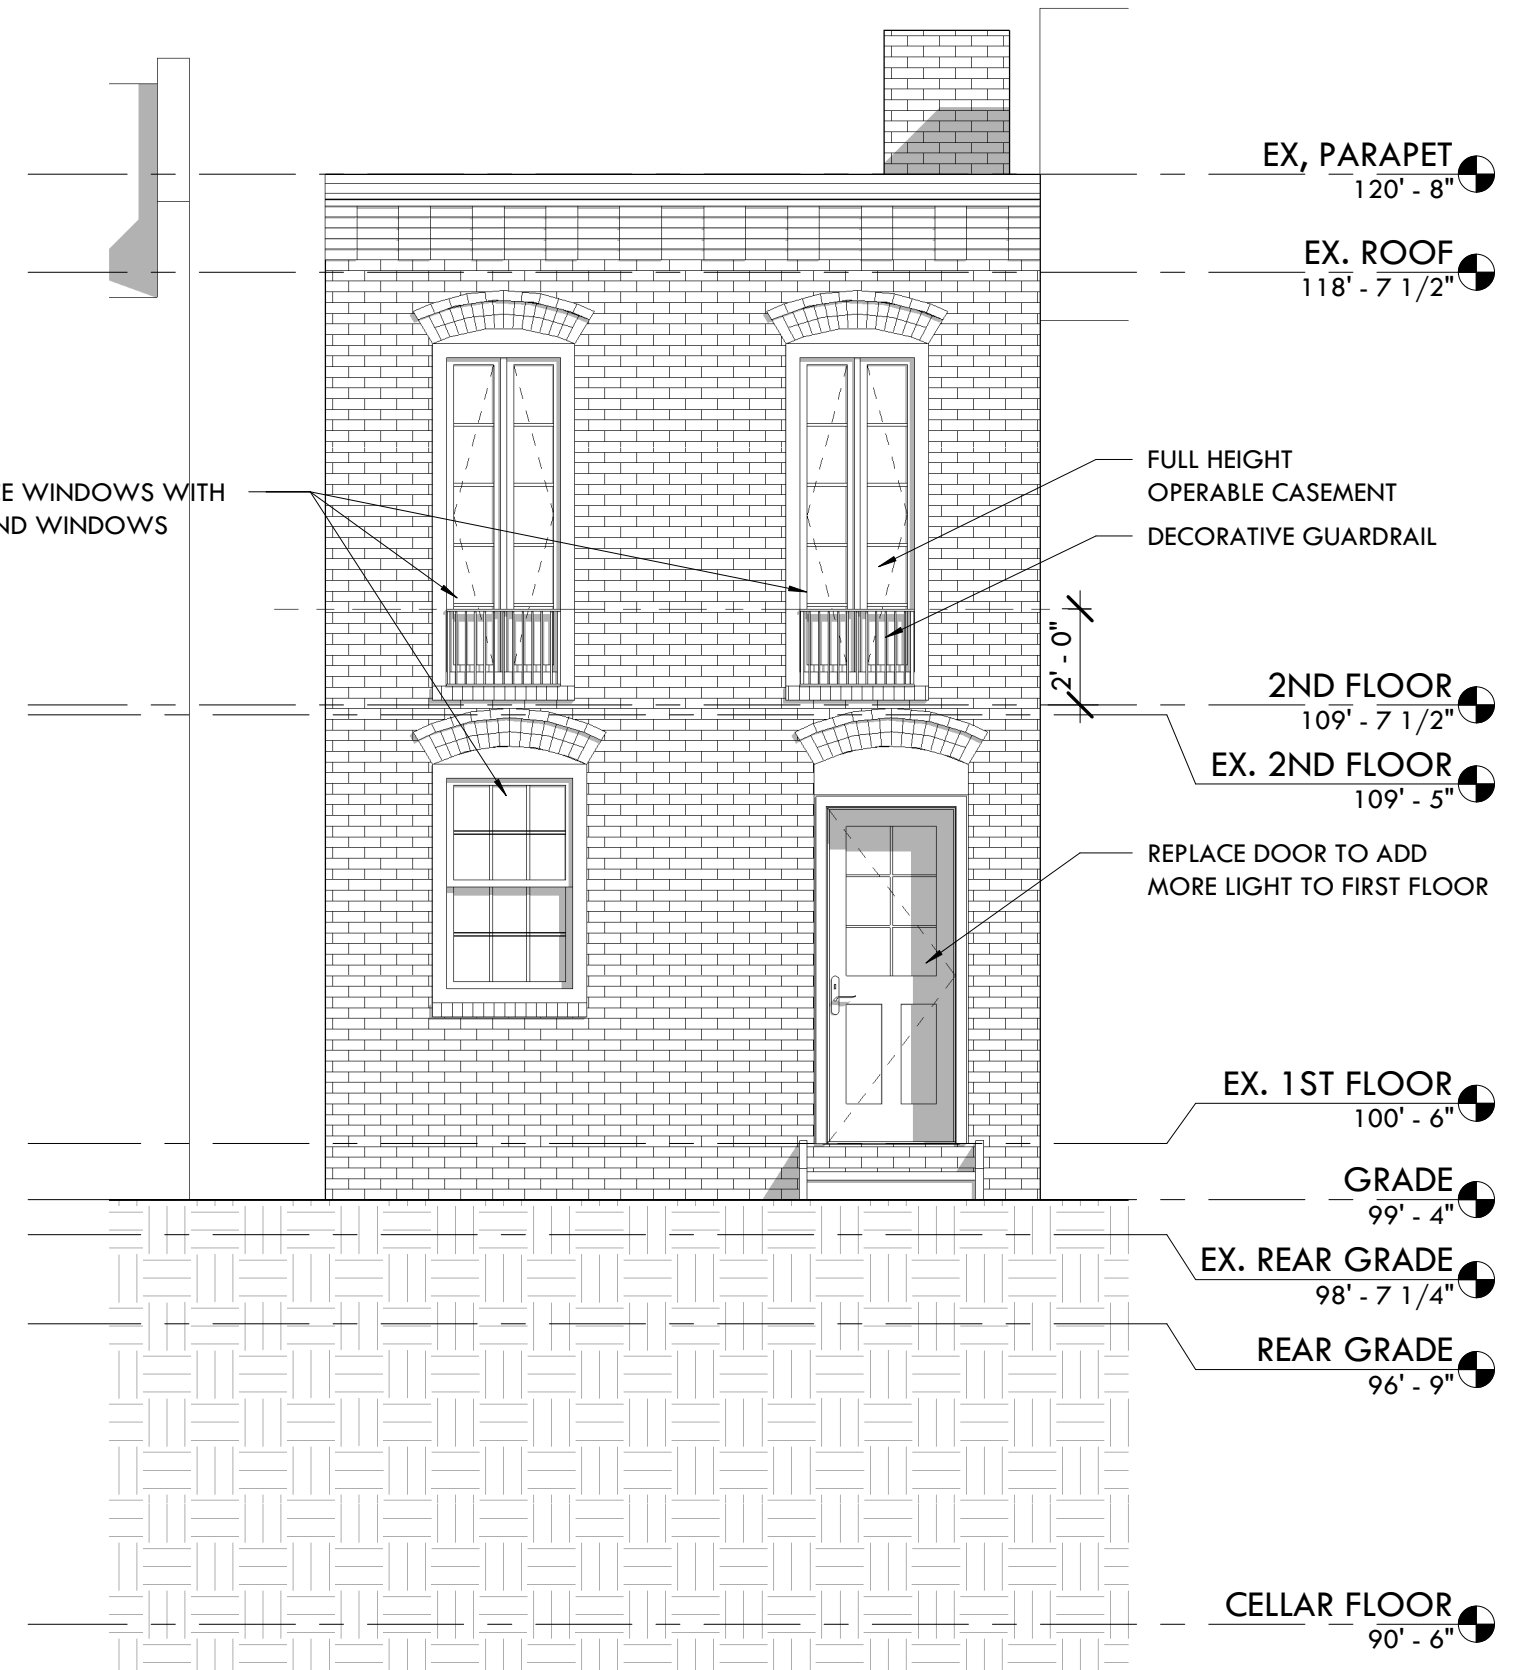 EX, PARAPET
120' - 8"
EX. ROOF
118' - 7 1/2"
WINDOWS WITH
WINDOWS
FULL HEIGHT
OPERABLE CASEMENT
DECORATIVE GUARDRAIL
2' - 0"
2ND FLOOR
109' - 7 1/2"
EX. 2ND FLOOR
109' - 5"
REPLACE DOOR TO ADD
MORE LIGHT TO FIRST FLOOR
EX. 1ST FLOOR
100' - 6"
GRADE
99' - 4"
EX. REAR GRADE
98' - 7 1/4"
REAR GRADE
96' - 9"
CELLAR FLOOR
90' - 6"